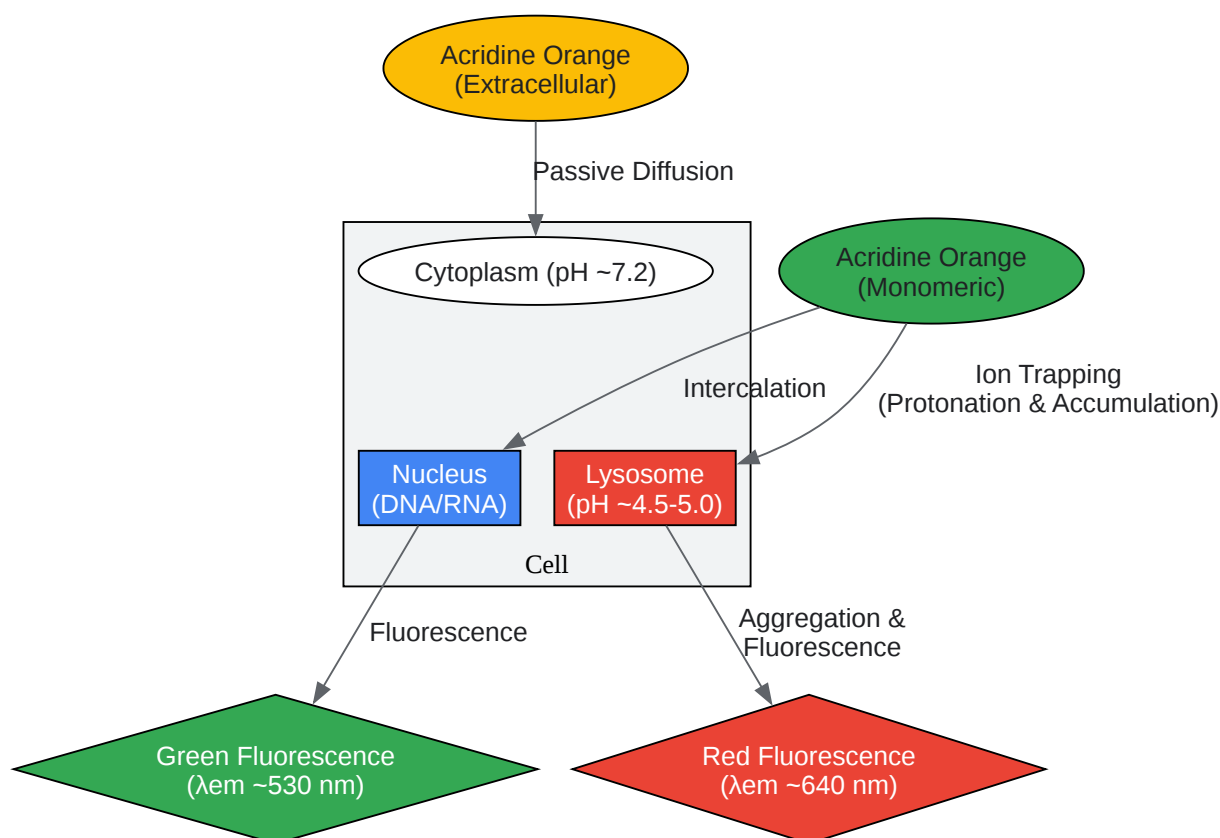 Acridine Orange
(Extracellular)
Passive Diffusion
Cytoplasm (pH ~7.2)
Acridine Orange
(Monomeric)
Intercalation
Ion Trapping
(Protonation & Accumulation)
Nucleus
(DNA/RNA)
Lysosome
(pH ~4.5-5.0)
Cell
Fluorescence
Aggregation &
Fluorescence
Green Fluorescence
(λem ~530 nm)
Red Fluorescence
(λem ~640 nm)